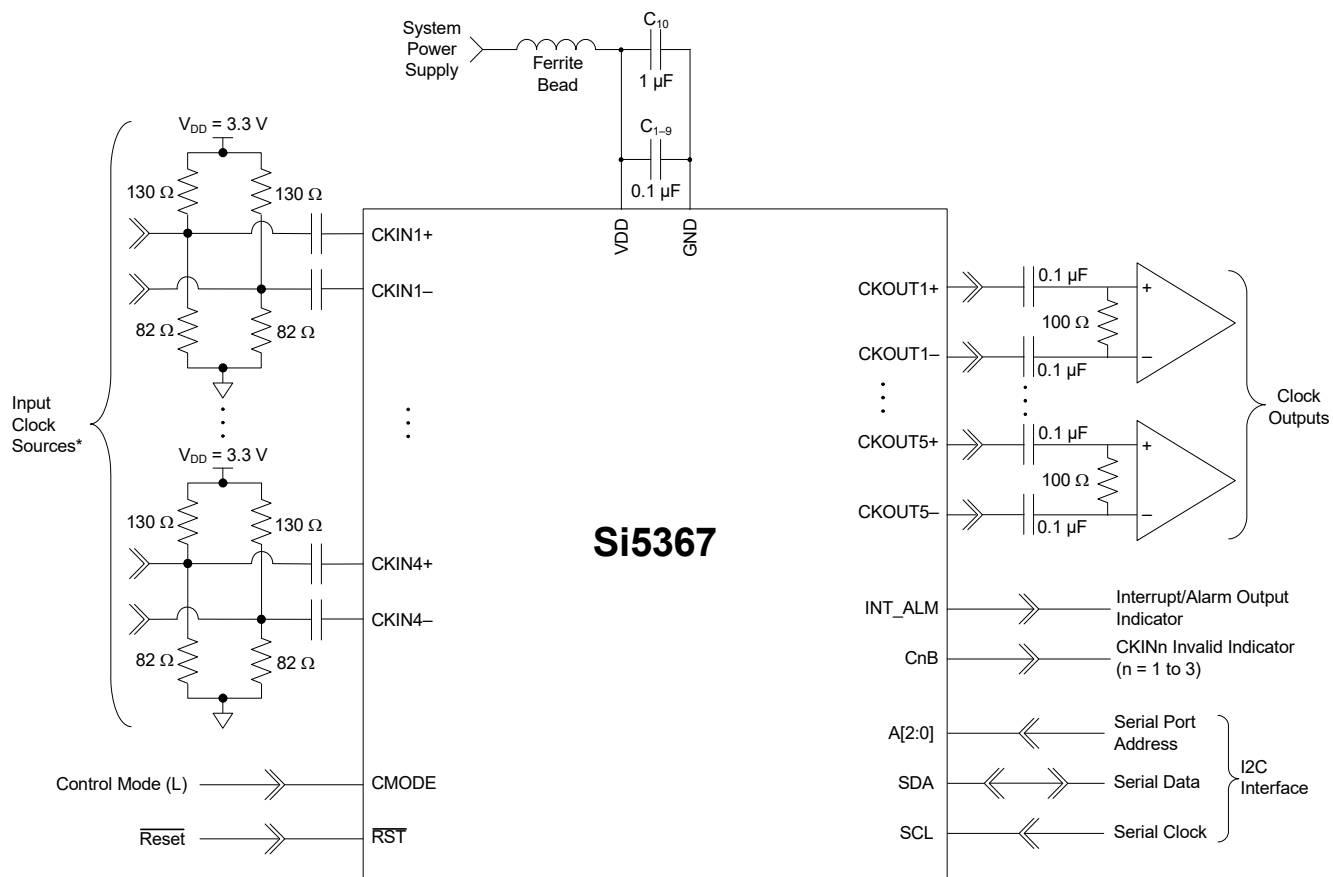 System
Power
Supply
Ferrite
Bead
C₁₀
1 µF
C₁₋₉
0.1 µF
VDD
GND
Input
Clock
Sources*
V_DD = 3.3 V
130 Ω
130 Ω
82 Ω
82 Ω
CKIN1+
CKIN1–
V_DD = 3.3 V
130 Ω
130 Ω
82 Ω
82 Ω
CKIN4+
CKIN4–
Control Mode (L)
CMODE
Reset
RST
Si5367
CKOUT1+
0.1 µF
100 Ω
+
–
CKOUT1–
0.1 µF
CKOUT5+
0.1 µF
100 Ω
+
–
CKOUT5–
0.1 µF
Clock
Outputs
INT_ALM
Interrupt/Alarm Output
Indicator
CnB
CKINn Invalid Indicator
(n = 1 to 3)
A[2:0]
Serial Port
Address
SDA
Serial Data
SCL
Serial Clock
I2C
Interface